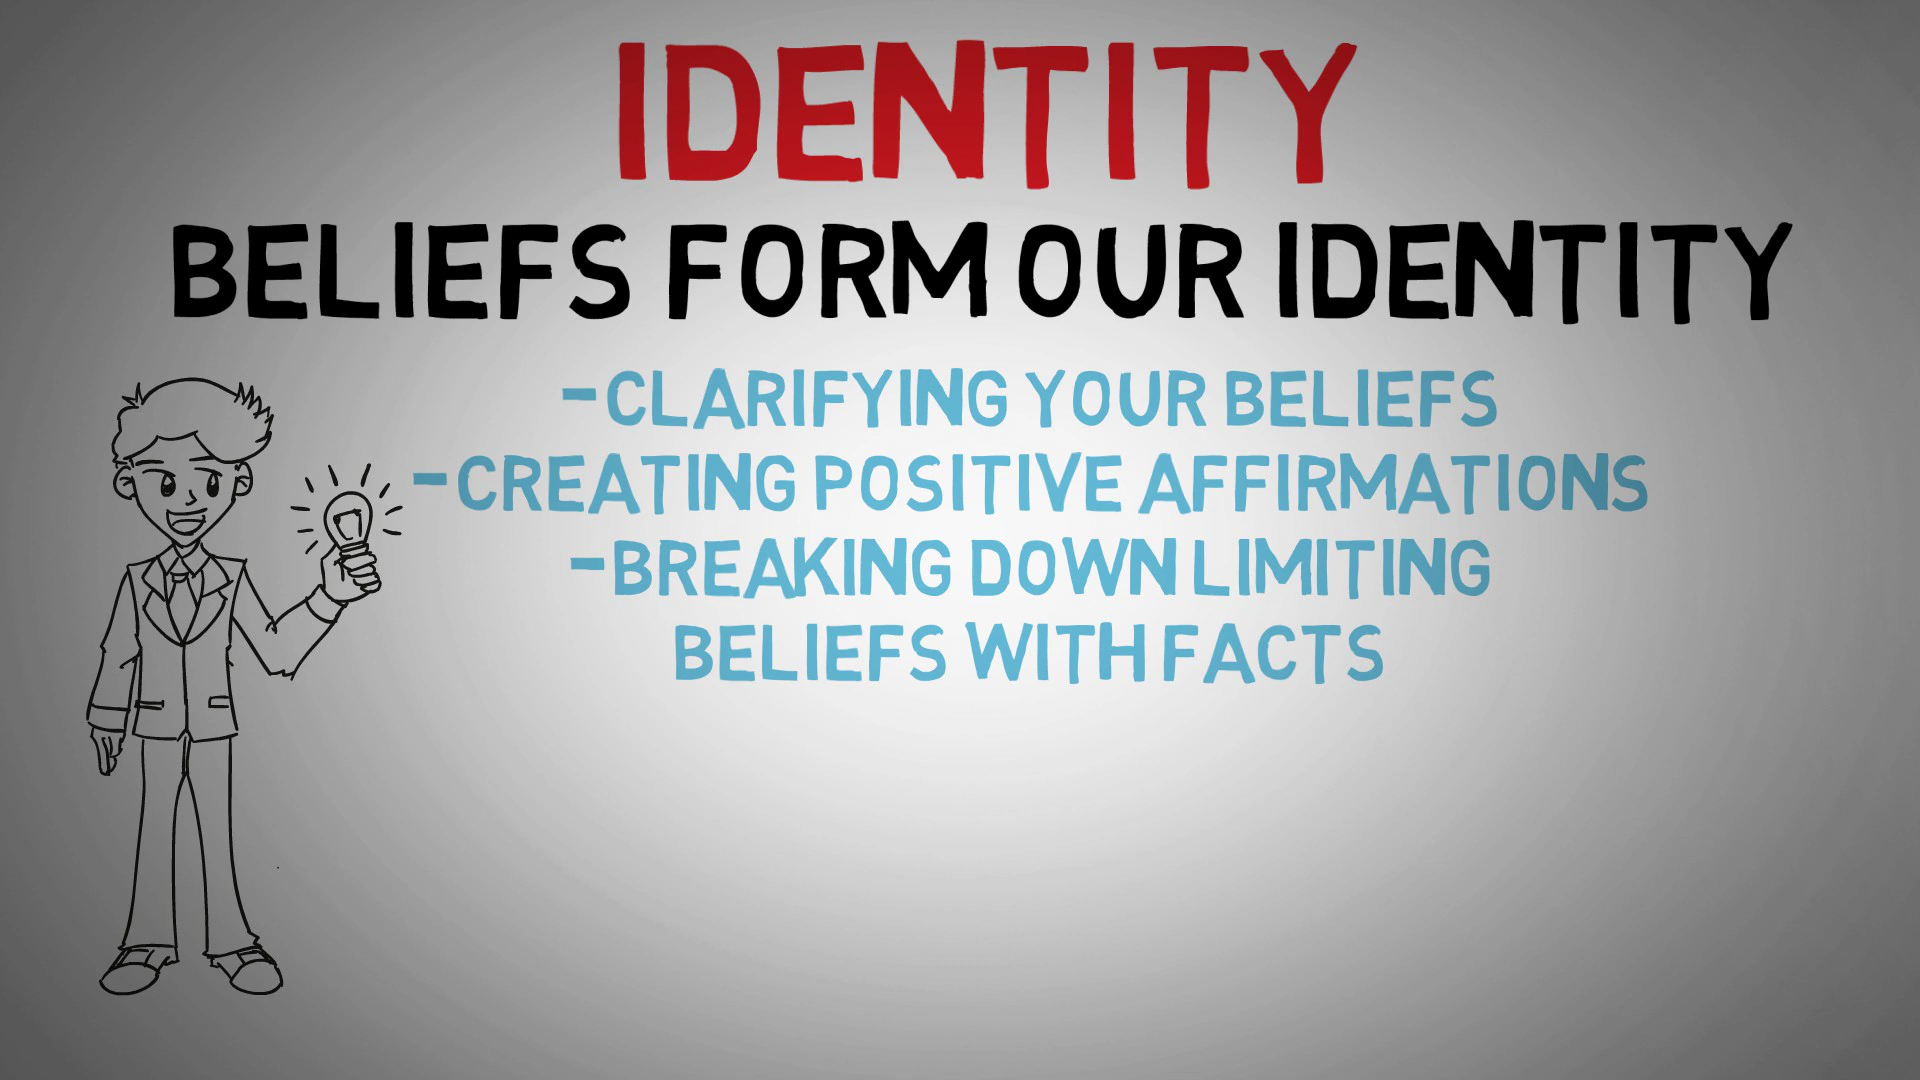 IDENTITY
BELIEFS FORM OUR IDENTITY
-CLARIFYING YOUR BELIEFS
-CREATING POSITIVE AFFIRMATIONS
-BREAKING DOWN LIMITING
BELIEFS WITH FACTS